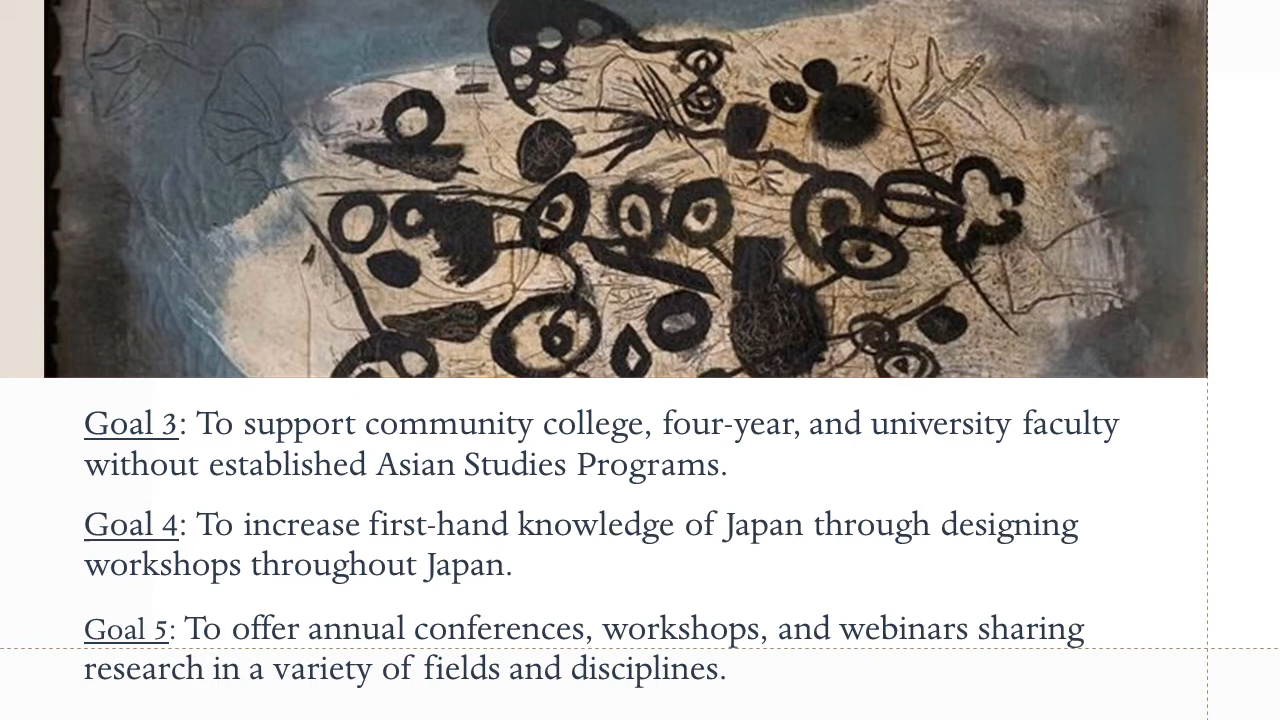 Goal 3: To support community college, four-year, and university faculty
without established Asian Studies Programs.
Goal 4: To increase first-hand knowledge of Japan through designing
workshops throughout Japan.
Goal 5: To offer annual conferences, workshops, and webinars sharing
research in a variety of fields and disciplines.